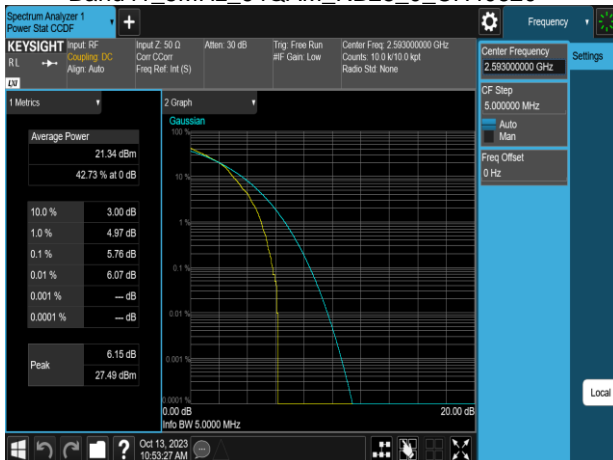 Spectrum Analyzer 1
Power Stat CCDF
Frequency
KEYSIGHT
RL
LXI
Input: RF
Coupling: DC
Align: Auto
Input Z: 50 Ω
Corr CCorr
Freq Ref: Int (S)
Atten: 30 dB
Trig: Free Run
#IF Gain: Low
Center Freq: 2.593000000 GHz
Counts: 10.0 k/10.0 kpt
Radio Std: None
Center Frequency
2.593000000 GHz
Settings
CF Step
5.000000 MHz
Auto
Man
Freq Offset
0 Hz
Local
1 Metrics
Average Power
21.34 dBm
42.73 % at 0 dB
10.0 % 3.00 dB
1.0 % 4.97 dB
0.1 % 5.76 dB
0.01 % 6.07 dB
0.001 % --- dB
0.0001 % --- dB
Peak
6.15 dB
27.49 dBm
2 Graph
Gaussian
100 %
10 %
1 %
0.1 %
0.01 %
0.001 %
0.0001 %
0.00 dB 20.00 dB
Info BW 5.0000 MHz
?
Oct 13, 2023
10:53:27 AM